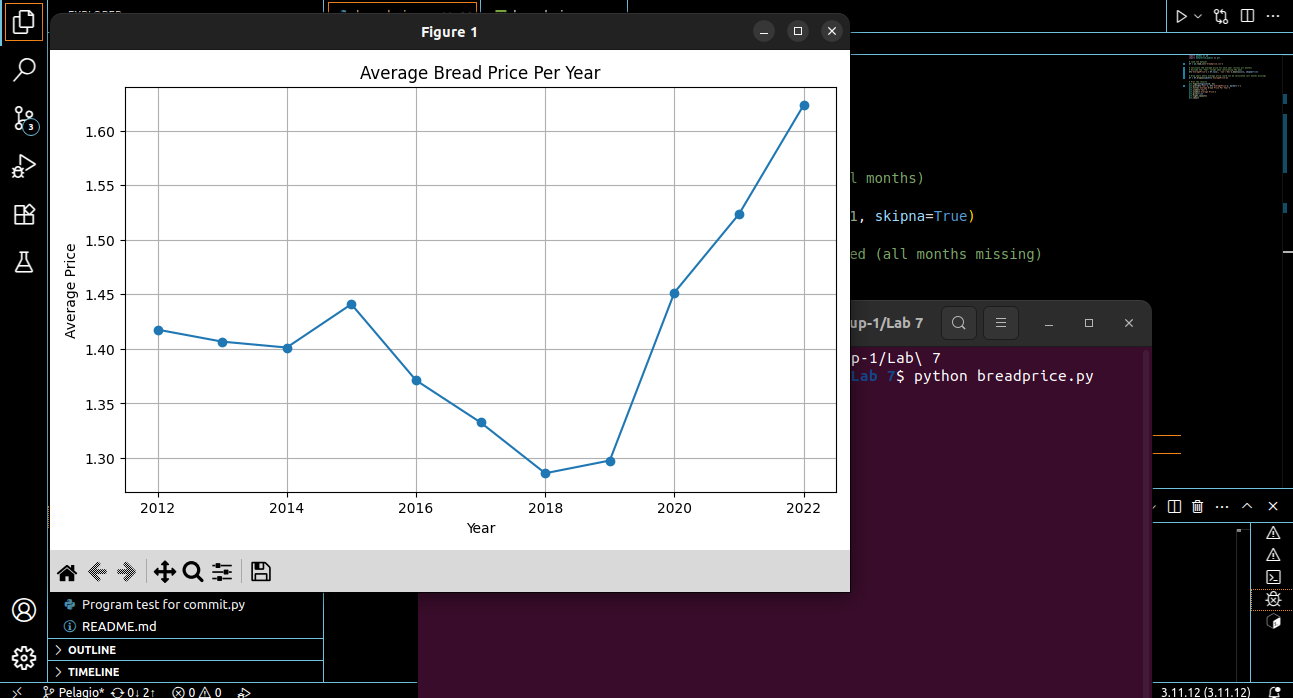 Figure 1
Average Bread Price Per Year
1.60
1.55
1.50
1.45
1.40
1.35
1.30
Average Price
2012
2014
2016
2018
2020
2022
Year
3
l months)
1, skipna=True)
ed (all months missing)
up-1/Lab 7
p-1/Lab\ 7
Lab 7$ python breadprice.py
Program test for commit.py
README.md
OUTLINE
TIMELINE
Pelagio* 0↓ 2↑ 0 0
3.11.12 (3.11.12)